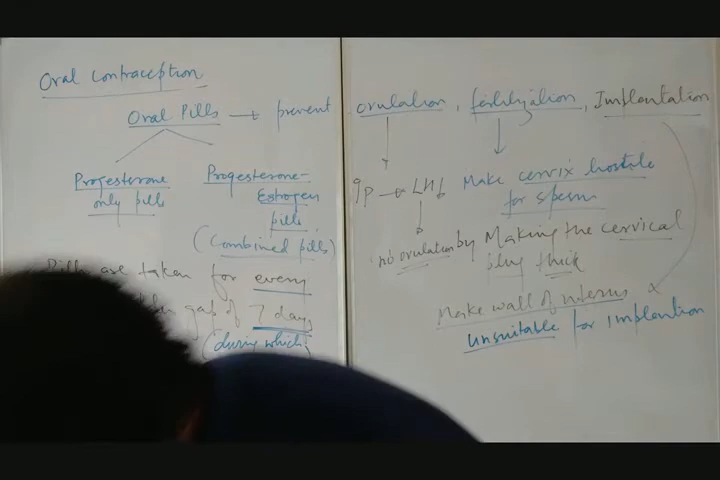 Oral Contraception
Oral Pills → prevent ovulation, fertilization, Implantation
Progesterone only pills
Progesterone-Estrogen pills
(Combined pills)
↑P → LH↓
no ovulation
Make cervix hostile
for sperm
by Making the cervical
plug thick
Make wall of uterus
unsuitable for implantion
Pills are taken for every
gap of 7 days
(during which)